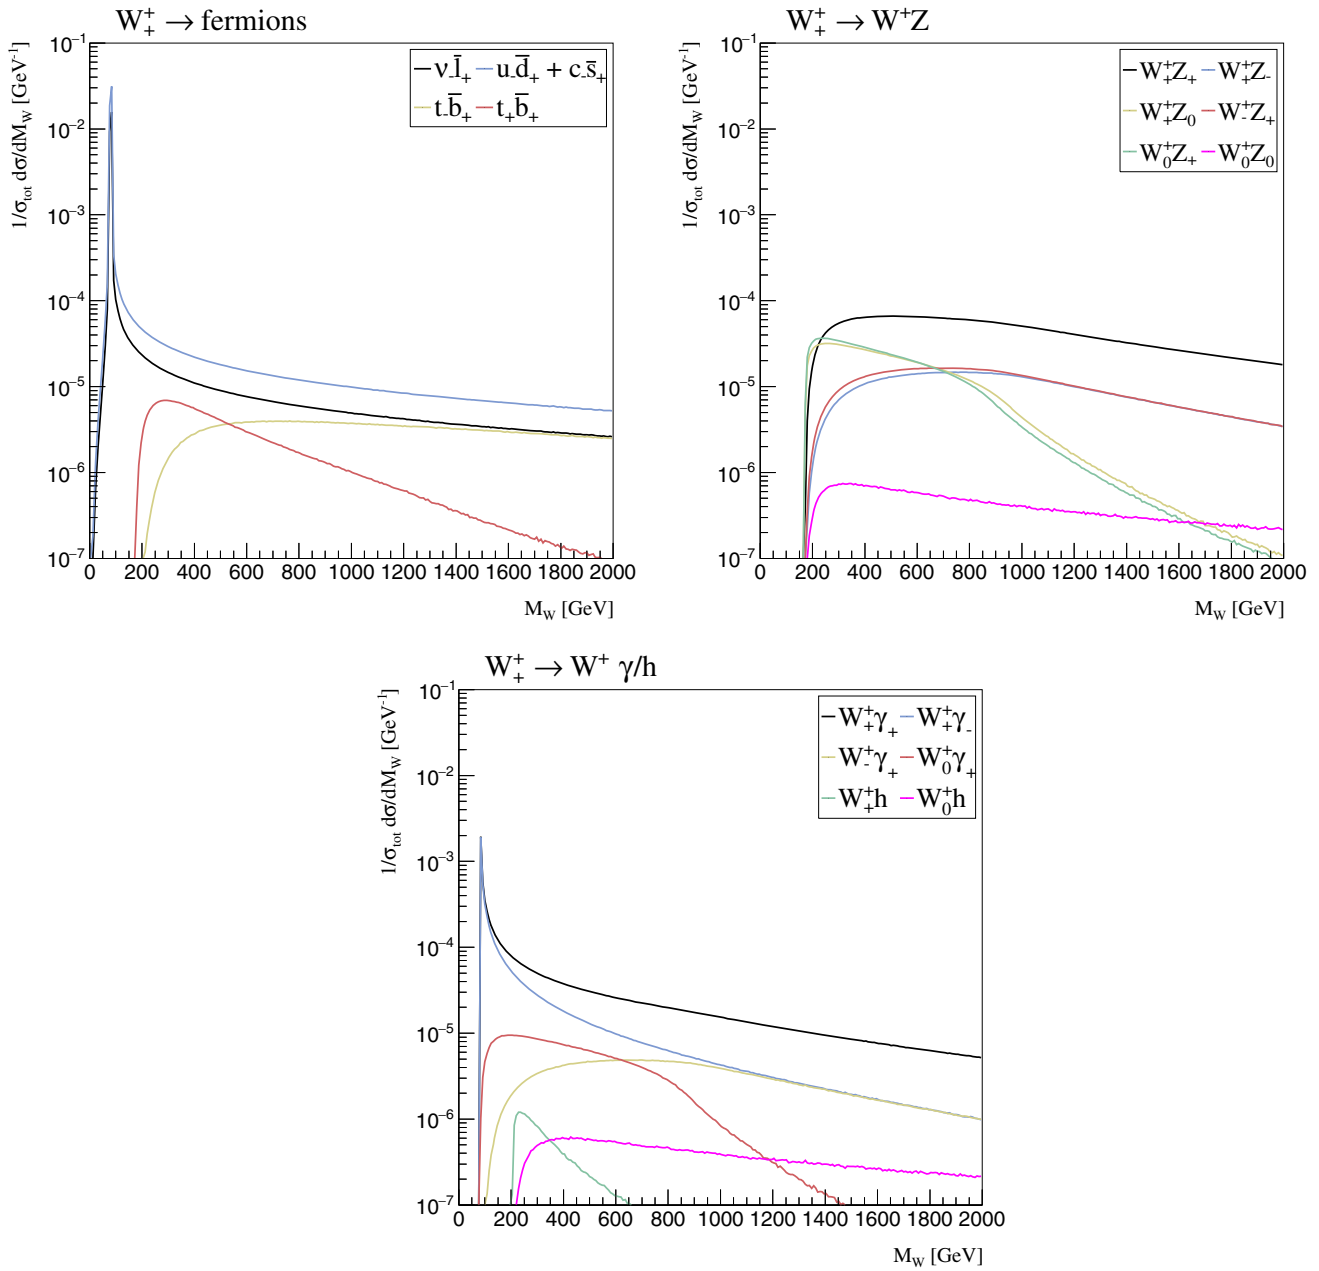 W₊⁺ → fermions
1/σ_tot dσ/dM_W [GeV⁻¹]
10⁻¹
10⁻²
10⁻³
10⁻⁴
10⁻⁵
10⁻⁶
10⁻⁷
ν₋l̅₊ u₋d̅₊ + c₋s̅₊
t₋b̅₊ t₊b̅₊
0 200 400 600 800 1000 1200 1400 1600 1800 2000
M_W [GeV]
W₊⁺ → W⁺Z
1/σ_tot dσ/dM_W [GeV⁻¹]
10⁻¹
10⁻²
10⁻³
10⁻⁴
10⁻⁵
10⁻⁶
10⁻⁷
W₊⁺Z₊ W₊⁺Z₋
W₊⁺Z₀ W₋⁺Z₊
W₀⁺Z₊ W₀⁺Z₀
0 200 400 600 800 1000 1200 1400 1600 1800 2000
M_W [GeV]
W₊⁺ → W⁺ γ/h
1/σ_tot dσ/dM_W [GeV⁻¹]
10⁻¹
10⁻²
10⁻³
10⁻⁴
10⁻⁵
10⁻⁶
10⁻⁷
W₊⁺γ₊ W₊⁺γ₋
W₋⁺γ₊ W₀⁺γ₊
W₊⁺h W₀⁺h
0 200 400 600 800 1000 1200 1400 1600 1800 2000
M_W [GeV]